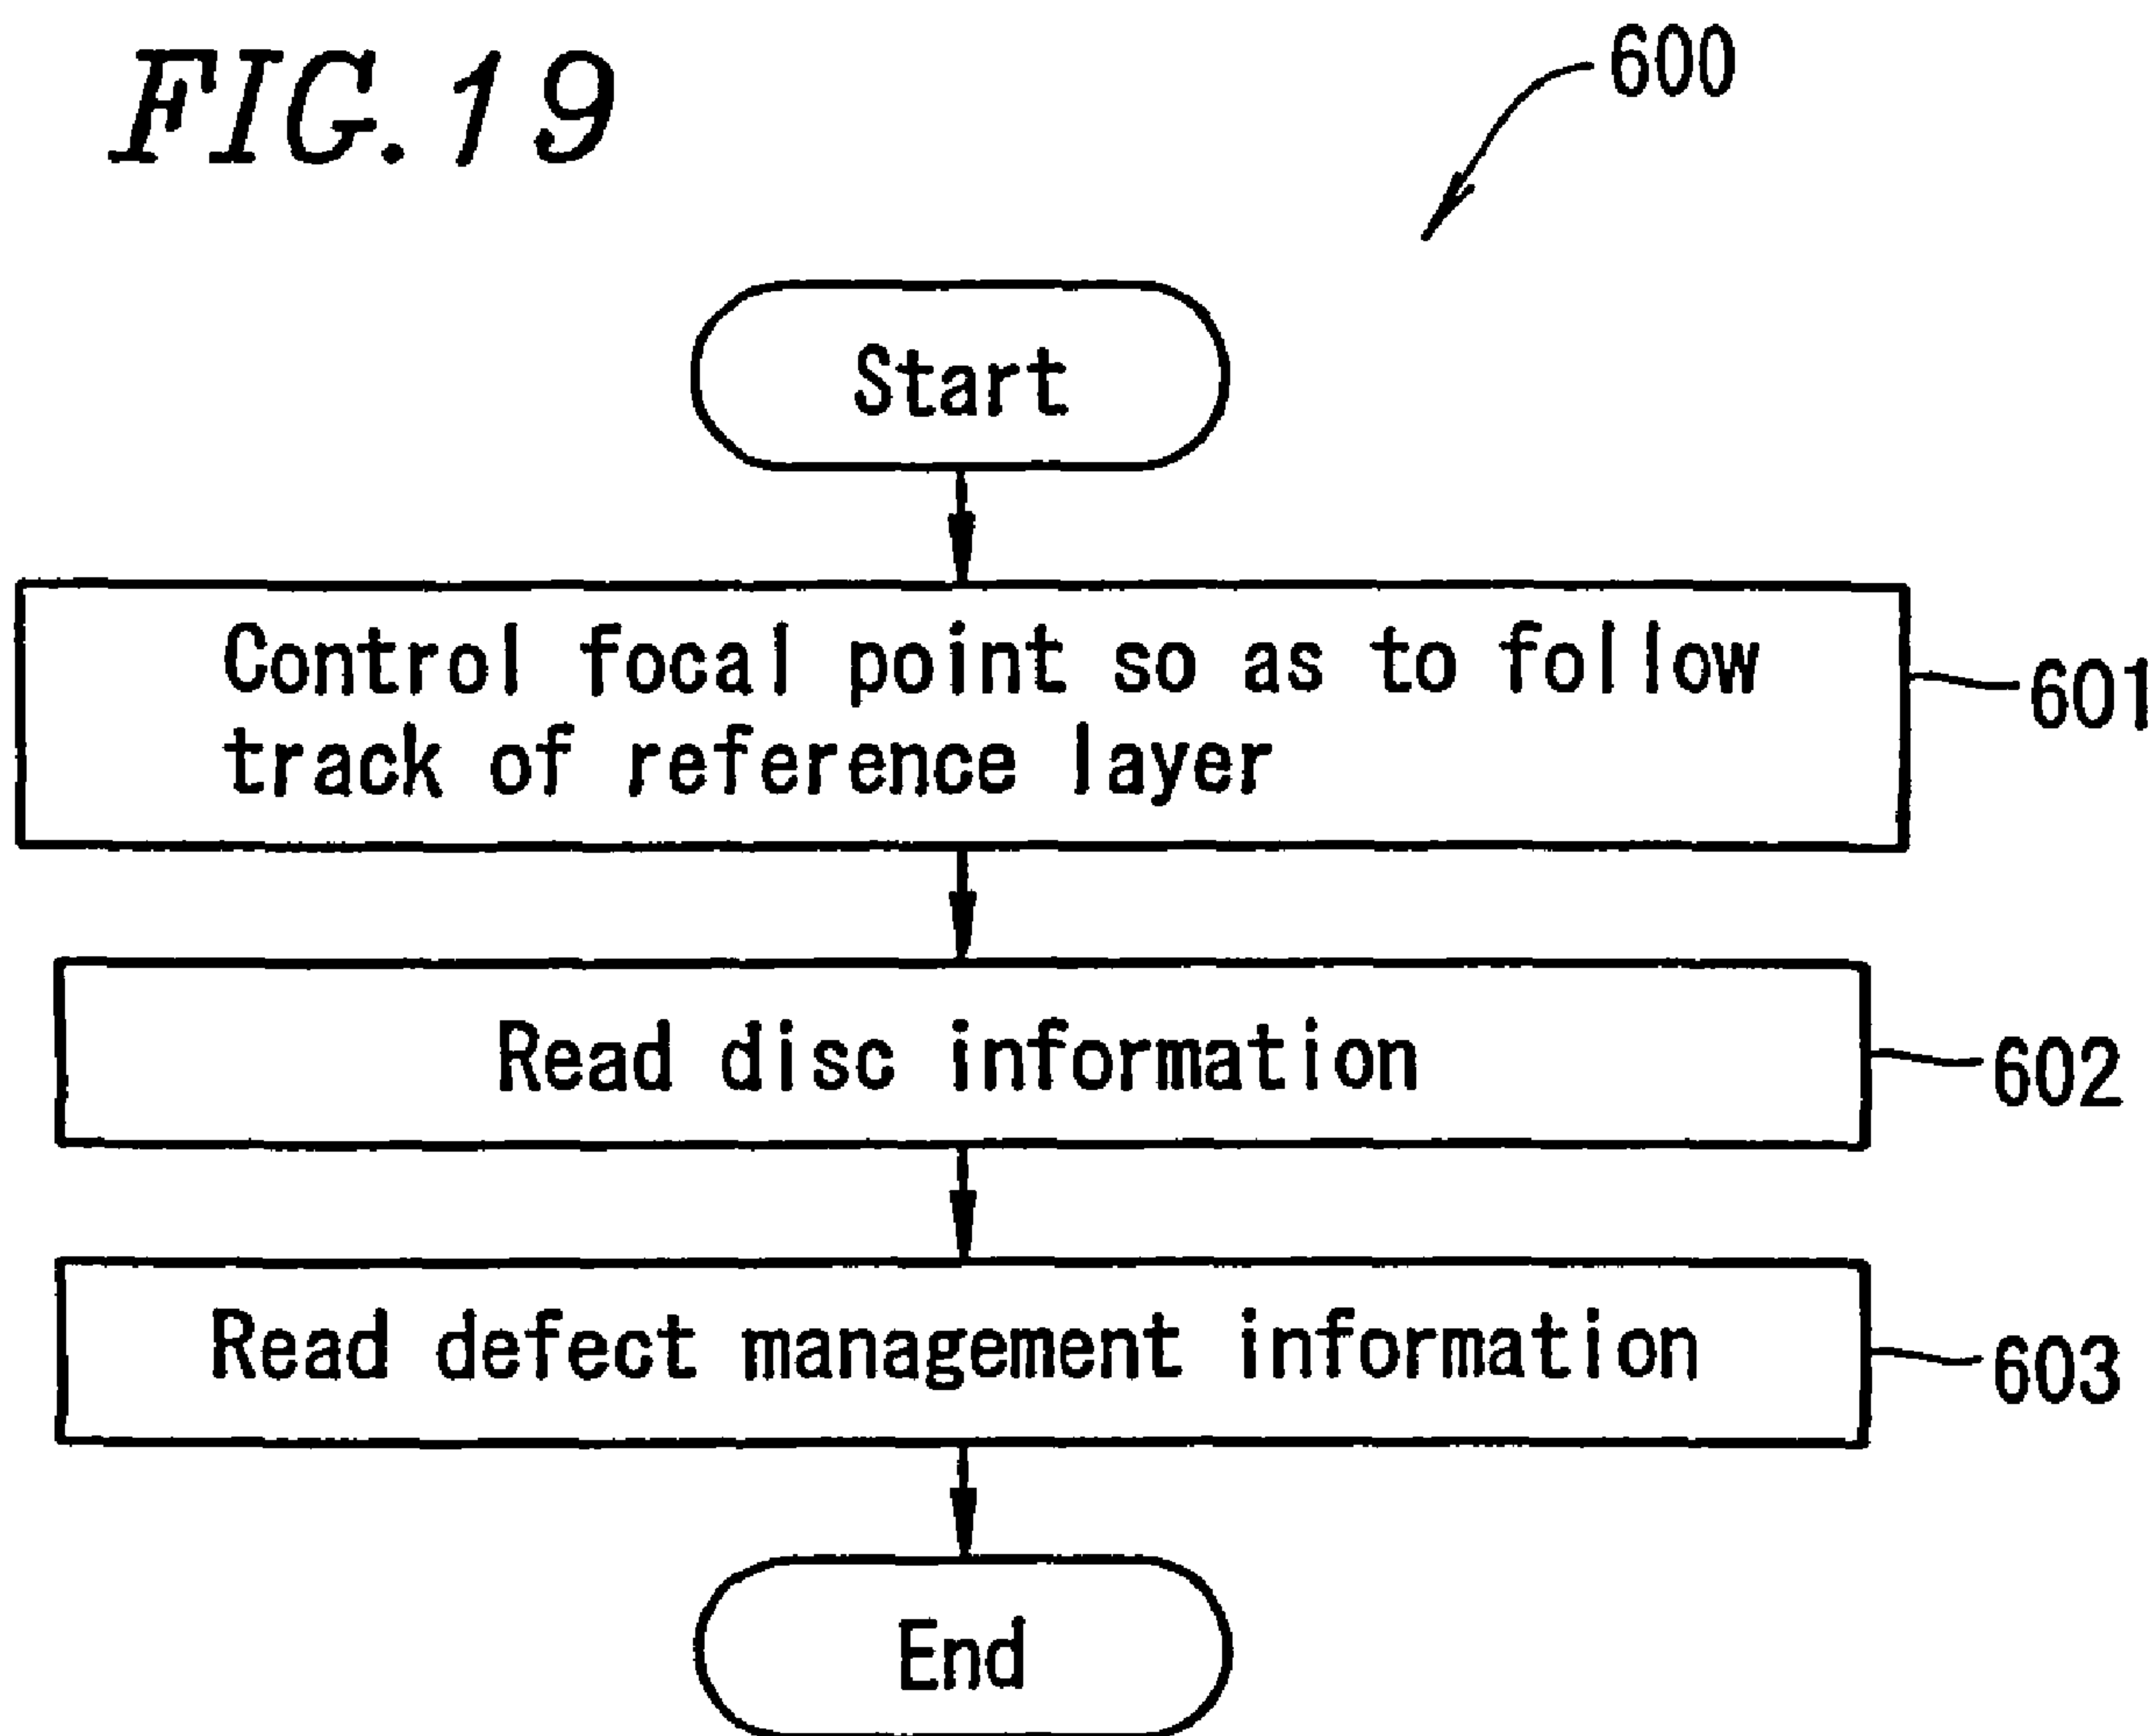 FIG. 19
600
Start
Control focal point so as to follow
track of reference layer
601
Read disc information
602
Read defect management information
603
End